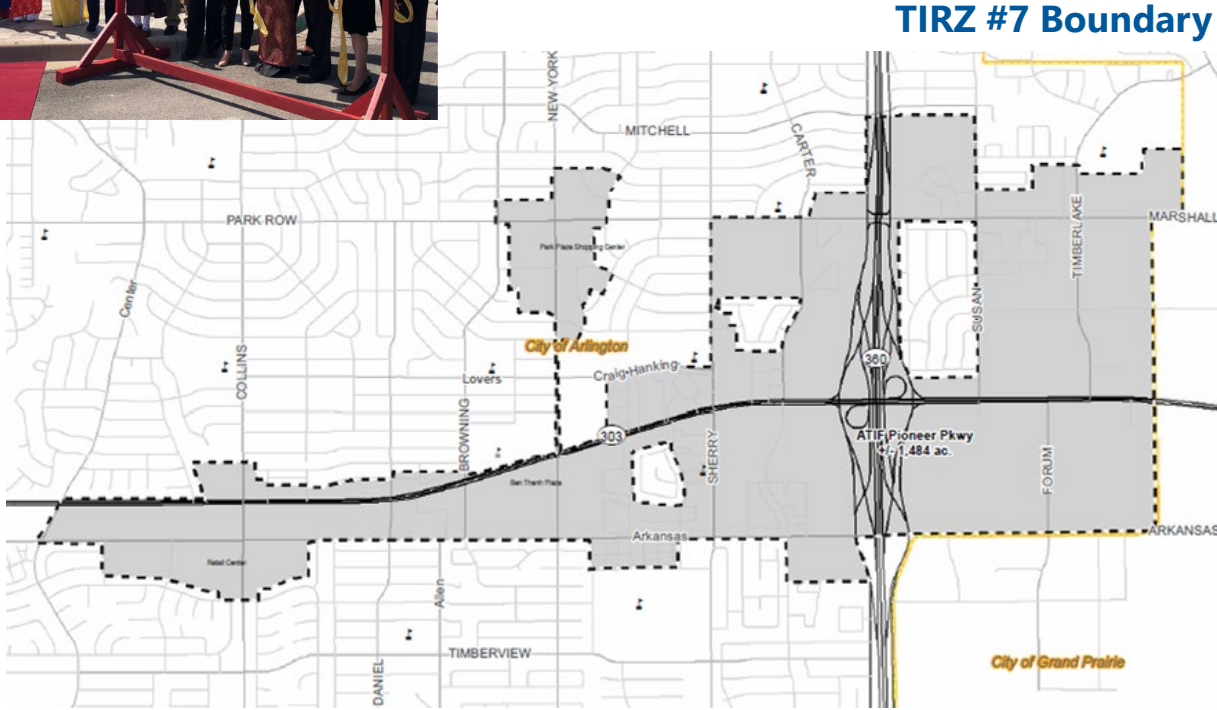 TIRZ #7 Boundary
NEW YORK
MITCHELL
CARTER
PARK ROW
MARSHALL
TIMBERLAKE
Park Plaza Shopping Center
Center
SUSAN
City of Arlington
COLLINS
360
Craig-Hanking
Lovers
BROWNING
303
ATIF Pioneer Pkwy
+/- 1,484 ac.
SHERRY
FORUM
Ben Thanh Plaza
Arkansas
ARKANSAS
Retail Center
Allen
TIMBERVIEW
DANIEL
City of Grand Prairie